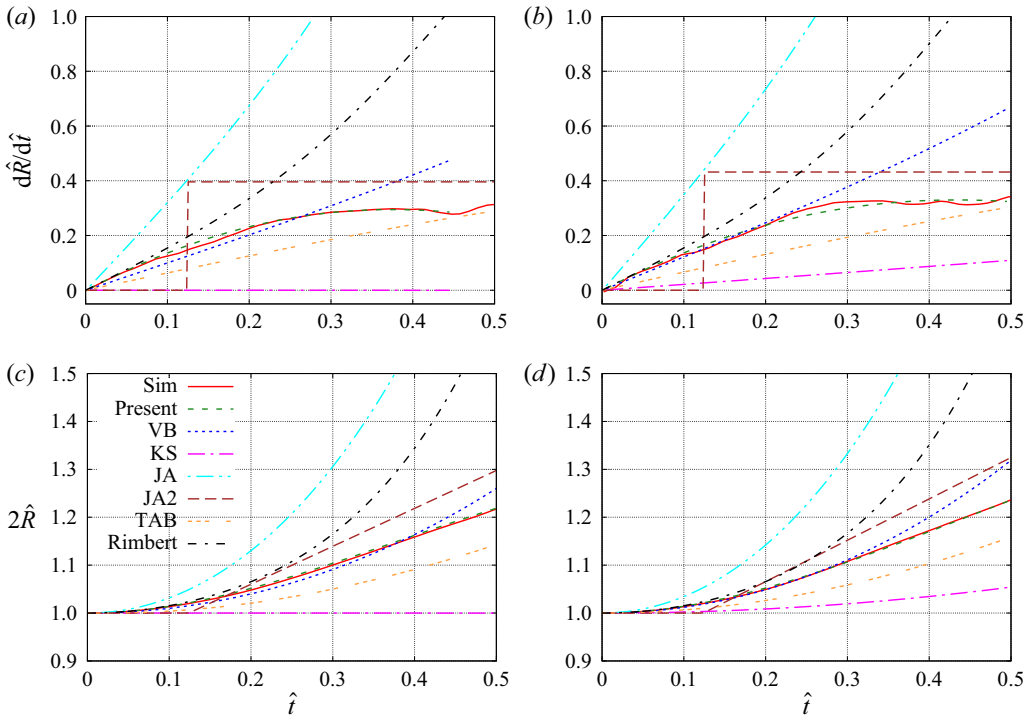 (a) (b)
1.0 1.0
0.8 0.8
0.6 0.6
dR̂/dt̂
0.4 0.4
0.2 0.2
0 0
0 0.1 0.2 0.3 0.4 0.5 0 0.1 0.2 0.3 0.4 0.5
(c) (d)
1.5 1.5
Sim
Present
1.4 1.4
VB
KS
1.3 1.3
JA
JA2
2R̂
1.2 1.2
TAB
Rimbert
1.1 1.1
1.0 1.0
0.9 0.9
0 0.1 0.2 0.3 0.4 0.5 0 0.1 0.2 0.3 0.4 0.5
t̂ t̂